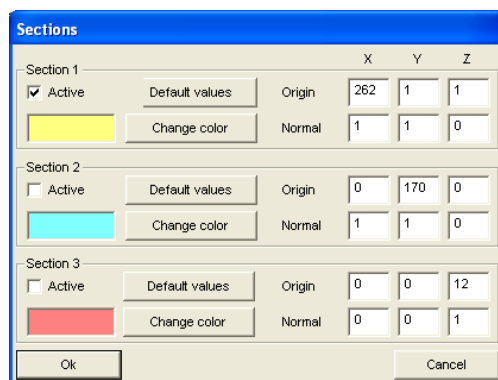 Sections
X Y Z
Section 1
Active Default values Origin 262 1 1
Change color Normal 1 1 0
Section 2
Active Default values Origin 0 170 0
Change color Normal 1 1 0
Section 3
Active Default values Origin 0 0 12
Change color Normal 0 0 1
Ok Cancel